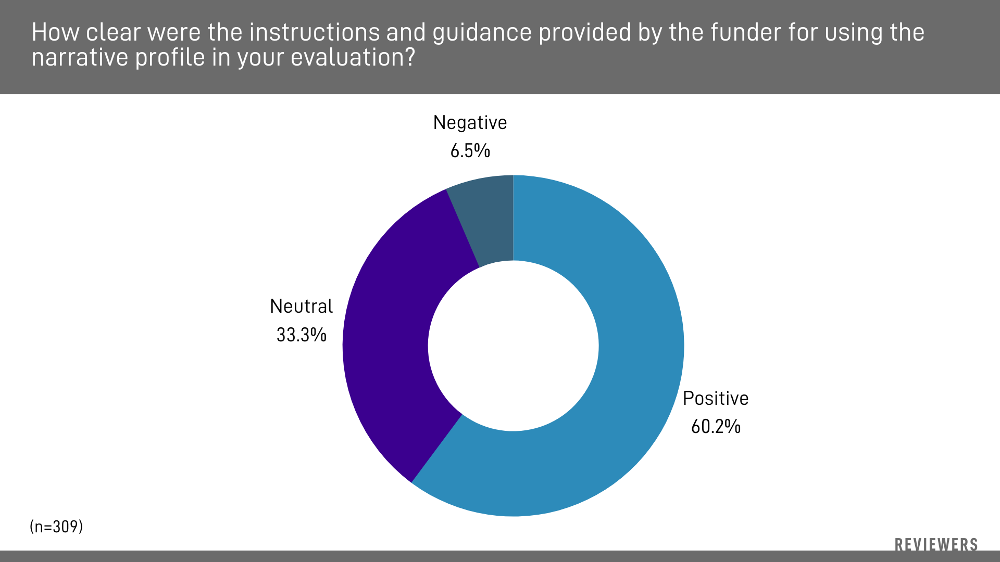 How clear were the instructions and guidance provided by the funder for using the
narrative profile in your evaluation?
Negative
6.5%
Neutral
33.3%
Positive
60.2%
(n=309)
REVIEWERS